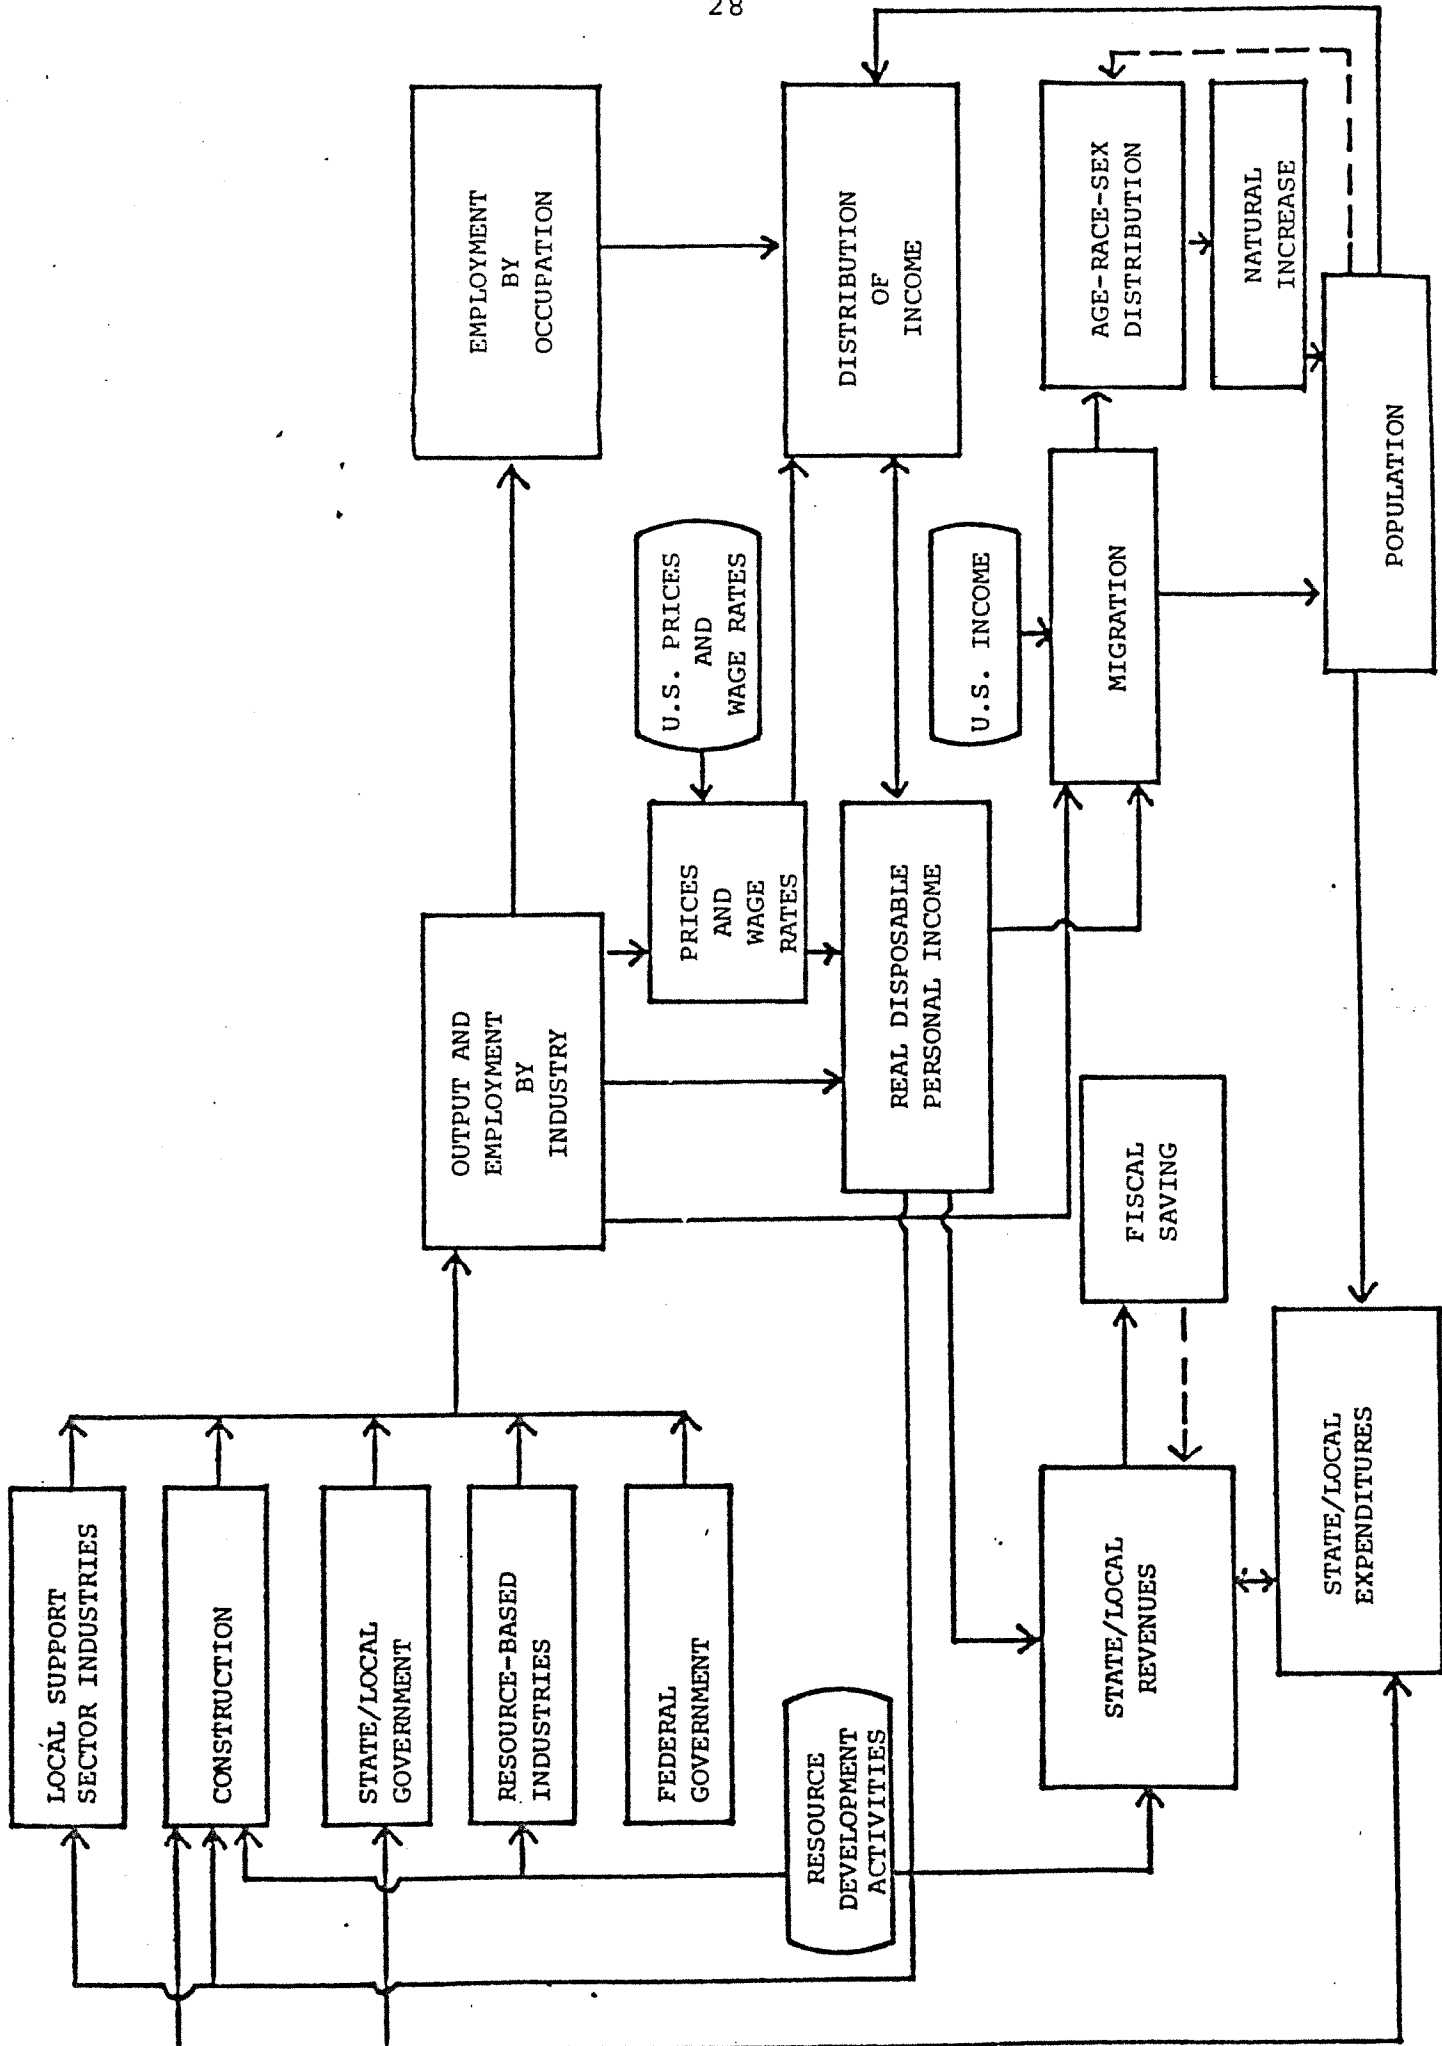 28
LOCAL SUPPORT
SECTOR INDUSTRIES
CONSTRUCTION
STATE/LOCAL
GOVERNMENT
RESOURCE-BASED
INDUSTRIES
FEDERAL
GOVERNMENT
RESOURCE
DEVELOPMENT
ACTIVITIES
OUTPUT AND
EMPLOYMENT
BY
INDUSTRY
EMPLOYMENT
BY
OCCUPATION
U.S. PRICES
AND
WAGE RATES
PRICES
AND
WAGE
RATES
DISTRIBUTION
OF
INCOME
REAL DISPOSABLE
PERSONAL INCOME
U.S. INCOME
MIGRATION
AGE-RACE-SEX
DISTRIBUTION
NATURAL
INCREASE
POPULATION
FISCAL
SAVING
STATE/LOCAL
REVENUES
STATE/LOCAL
EXPENDITURES